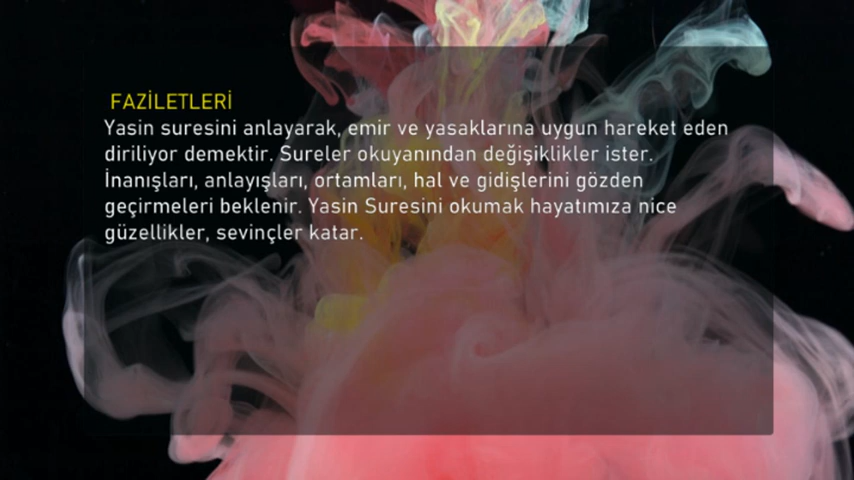 FAZİLETLERİ
Yasin suresini anlayarak, emir ve yasaklarına uygun hareket eden
diriliyor demektir. Sureler okuyanından değişiklikler ister.
İnanışları, anlayışları, ortamları, hal ve gidişlerini gözden
geçirmeleri beklenir. Yasin Suresini okumak hayatımıza nice
güzellikler, sevinçler katar.